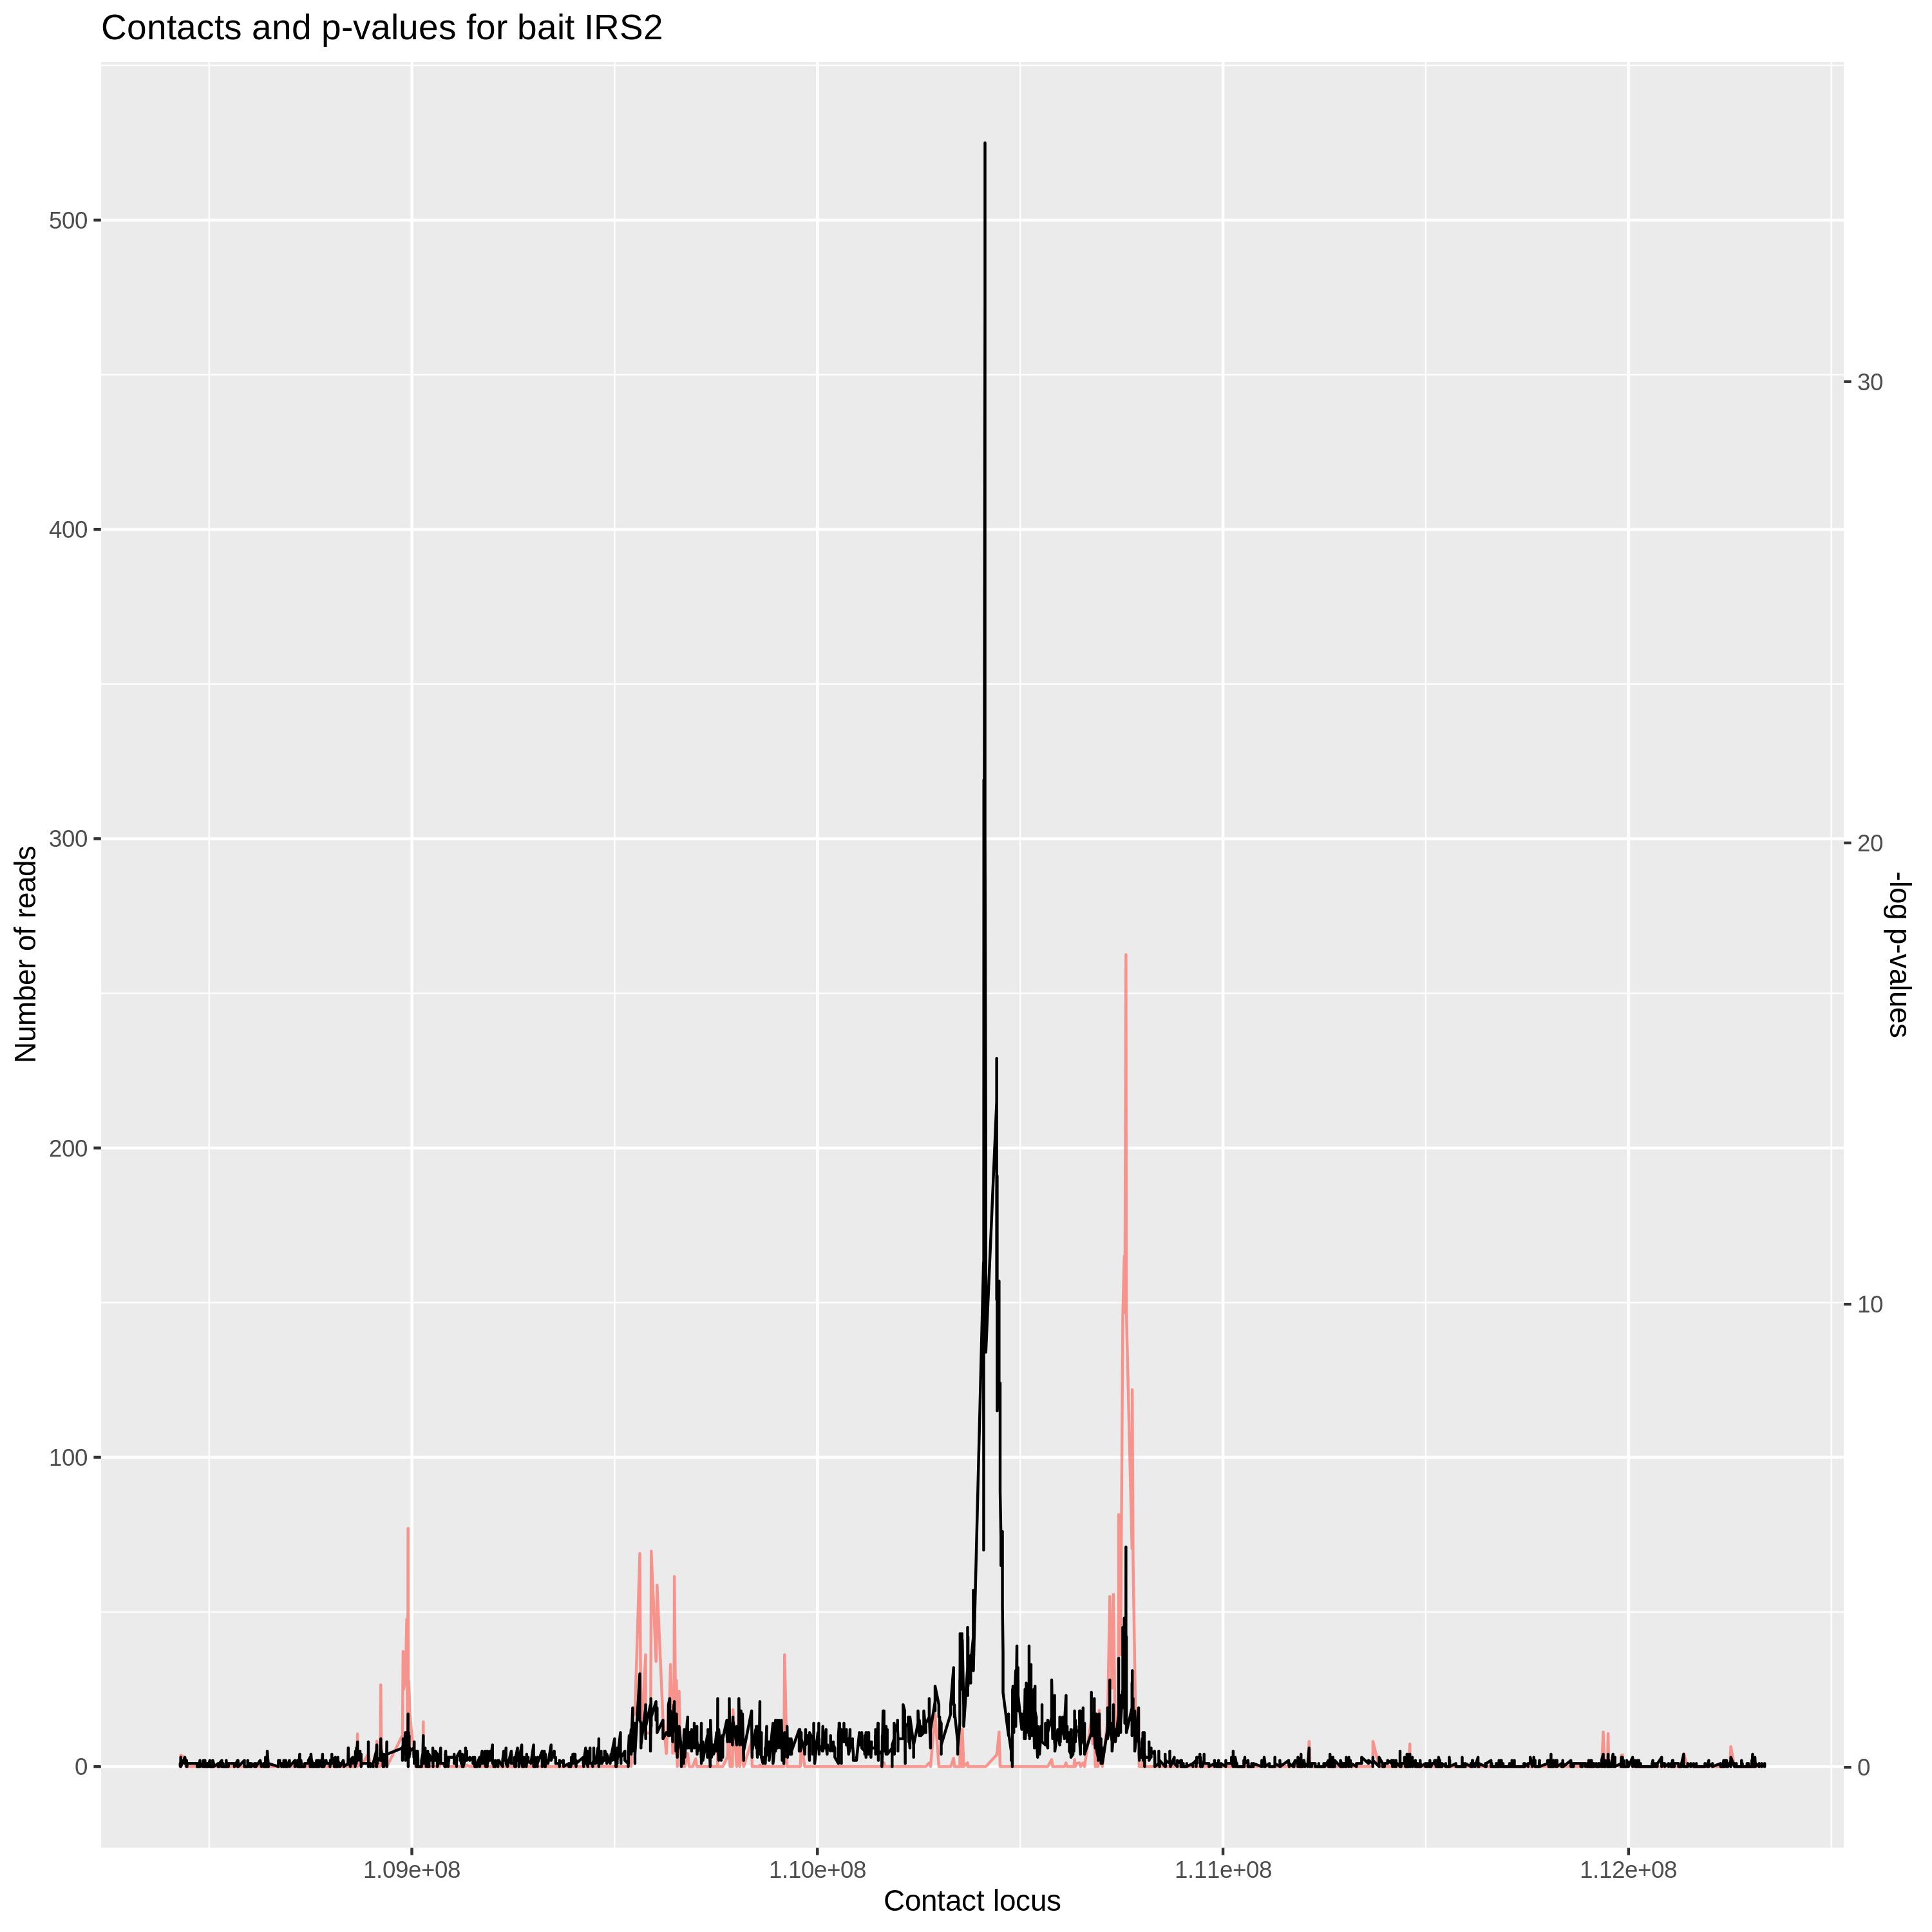 Contacts and p-values for bait IRS2
500
400
300
200
100
0
Number of reads
30
20
10
0
-log p-values
1.09e+08
1.10e+08
1.11e+08
1.12e+08
Contact locus